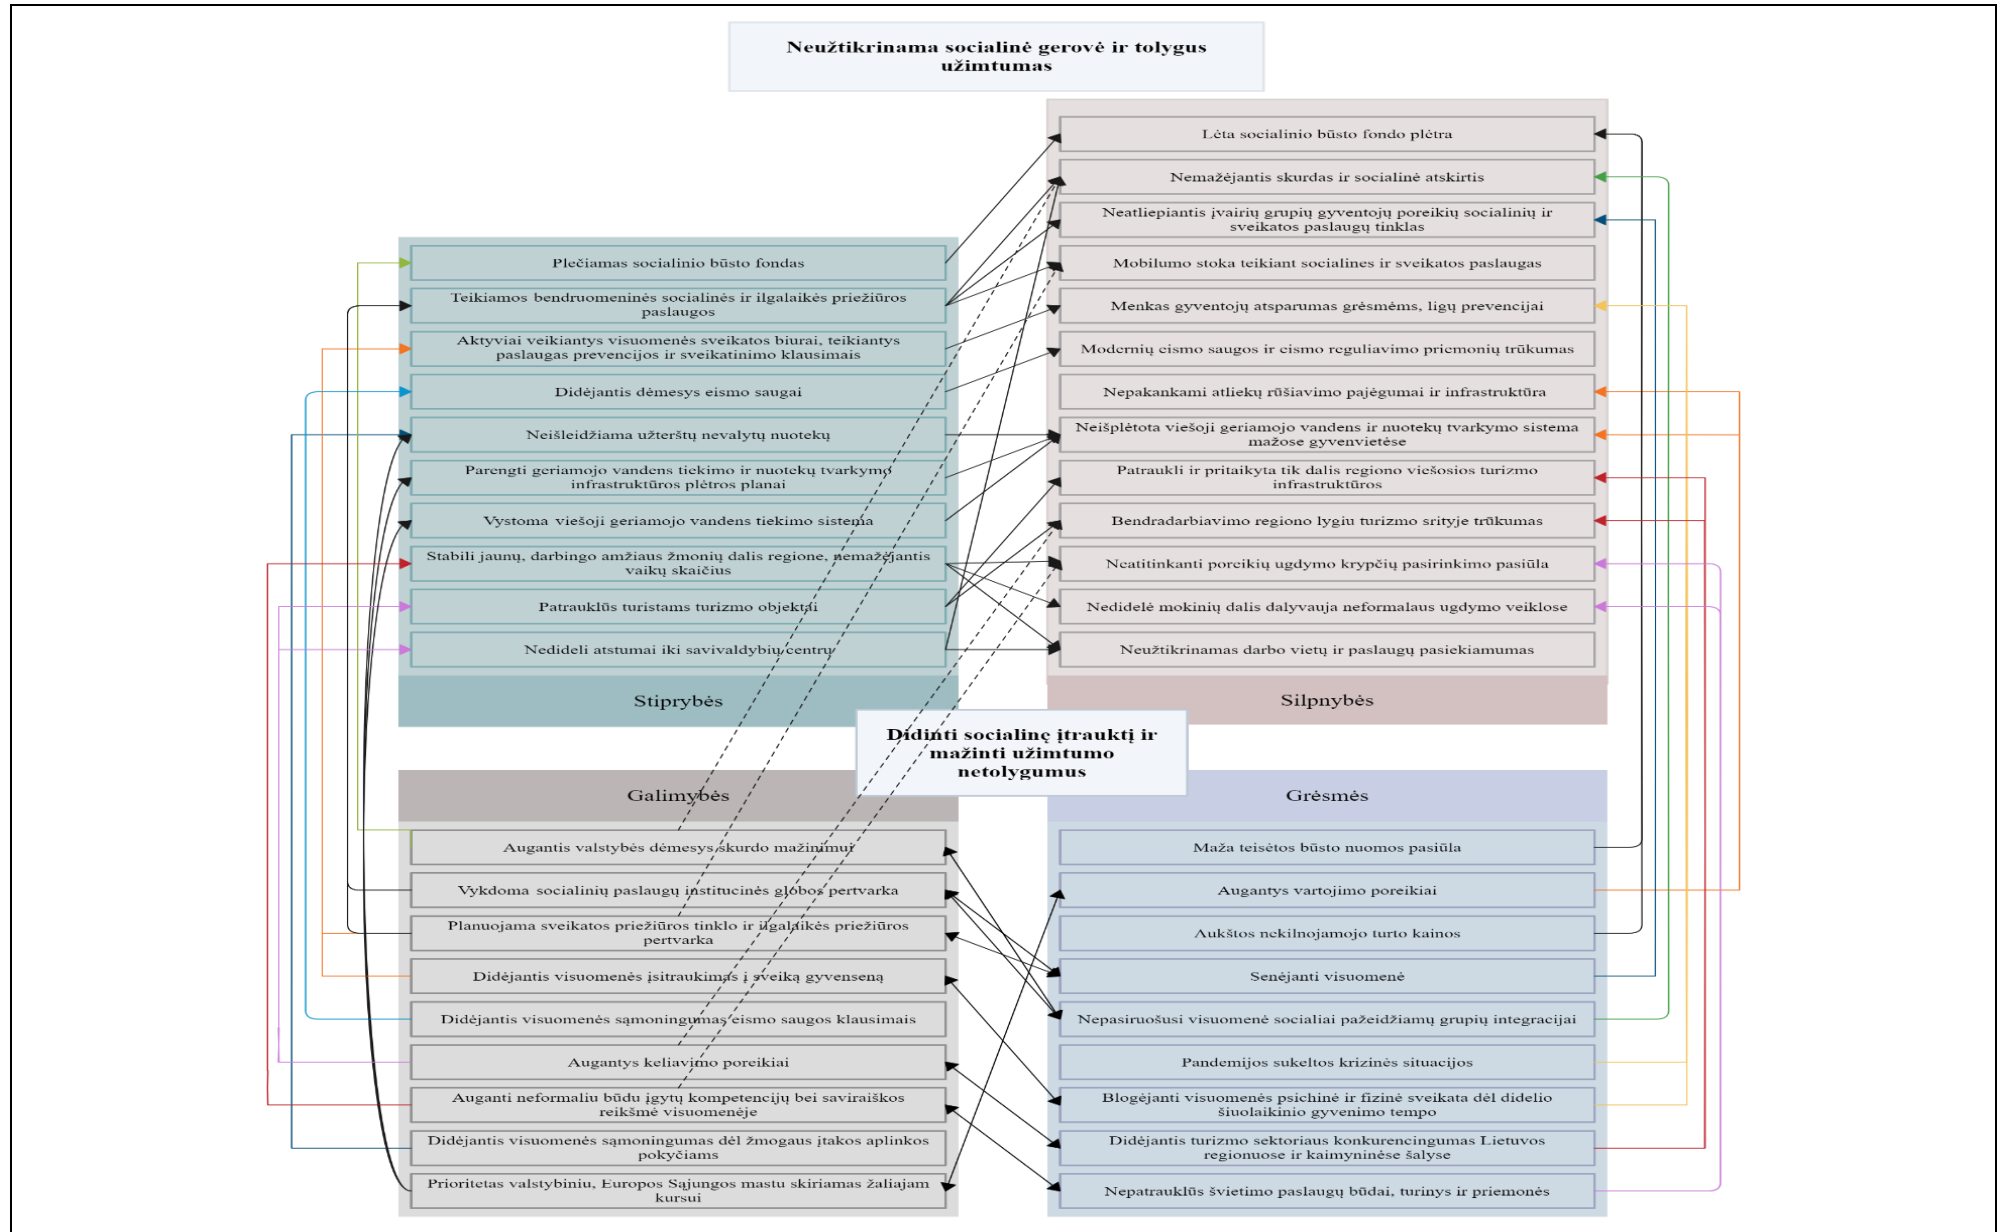 Neužtikrinama socialinė gerovė ir tolygus
užimtumas
Plečiamas socialinio būsto fondas
Teikiamos bendruomeninės socialinės ir ilgalaikės priežiūros
paslaugos
Aktyviai veikiantys visuomenės sveikatos biurai, teikiantys
paslaugas prevencijos ir sveikatinimo klausimais
Didėjantis dėmesys eismo saugai
Neišleidžiama užterštų nevalytų nuotekų
Parengti geriamojo vandens tiekimo ir nuotekų tvarkymo
infrastruktūros plėtros planai
Vystoma viešoji geriamojo vandens tiekimo sistema
Stabili jaunų, darbingo amžiaus žmonių dalis regione, nemažėjantis
vaikų skaičius
Patrauklūs turistams turizmo objektai
Nedideli atstumai iki savivaldybių centrų
Stiprybės
Lėta socialinio būsto fondo plėtra
Nemažėjantis skurdas ir socialinė atskirtis
Neatliepiantis įvairių grupių gyventojų poreikių socialinių ir
sveikatos paslaugų tinklas
Mobilumo stoka teikiant socialines ir sveikatos paslaugas
Menkas gyventojų atsparumas grėsmėms, ligų prevencijai
Modernių eismo saugos ir eismo reguliavimo priemonių trūkumas
Nepakankami atliekų rūšiavimo pajėgumai ir infrastruktūra
Neišplėtota viešoji geriamojo vandens ir nuotekų tvarkymo sistema
mažose gyvenvietėse
Patraukli ir pritaikyta tik dalis regiono viešosios turizmo
infrastruktūros
Bendradarbiavimo regiono lygiu turizmo srityje trūkumas
Neatitinkanti poreikių ugdymo krypčių pasirinkimo pasiūla
Nedidelė mokinių dalis dalyvauja neformalaus ugdymo veiklose
Neužtikrinamas darbo vietų ir paslaugų pasiekiamumas
Silpnybės
Didinti socialinę įtrauktį ir
mažinti užimtumo
netolygumus
Galimybės
Augantis valstybės dėmesys skurdo mažinimui
Vykdoma socialinių paslaugų institucinės globos pertvarka
Planuojama sveikatos priežiūros tinklo ir ilgalaikės priežiūros
pertvarka
Didėjantis visuomenės įsitraukimas į sveiką gyvenseną
Didėjantis visuomenės sąmoningumas eismo saugos klausimais
Augantys keliavimo poreikiai
Auganti neformaliu būdu įgytų kompetencijų bei saviraiškos
reikšmė visuomenėje
Didėjantis visuomenės sąmoningumas dėl žmogaus įtakos aplinkos
pokyčiams
Prioritetas valstybiniu, Europos Sąjungos mastu skiriamas žaliajam
kursui
Grėsmės
Maža teisėtos būsto nuomos pasiūla
Augantys vartojimo poreikiai
Aukštos nekilnojamojo turto kainos
Senėjanti visuomenė
Nepasiruošusi visuomenė socialiai pažeidžiamų grupių integracijai
Pandemijos sukeltos krizinės situacijos
Blogėjanti visuomenės psichinė ir fizinė sveikata dėl didelio
šiuolaikinio gyvenimo tempo
Didėjantis turizmo sektoriaus konkurencingumas Lietuvos
regionuose ir kaimyninėse šalyse
Nepatrauklūs švietimo paslaugų būdai, turinys ir priemonės